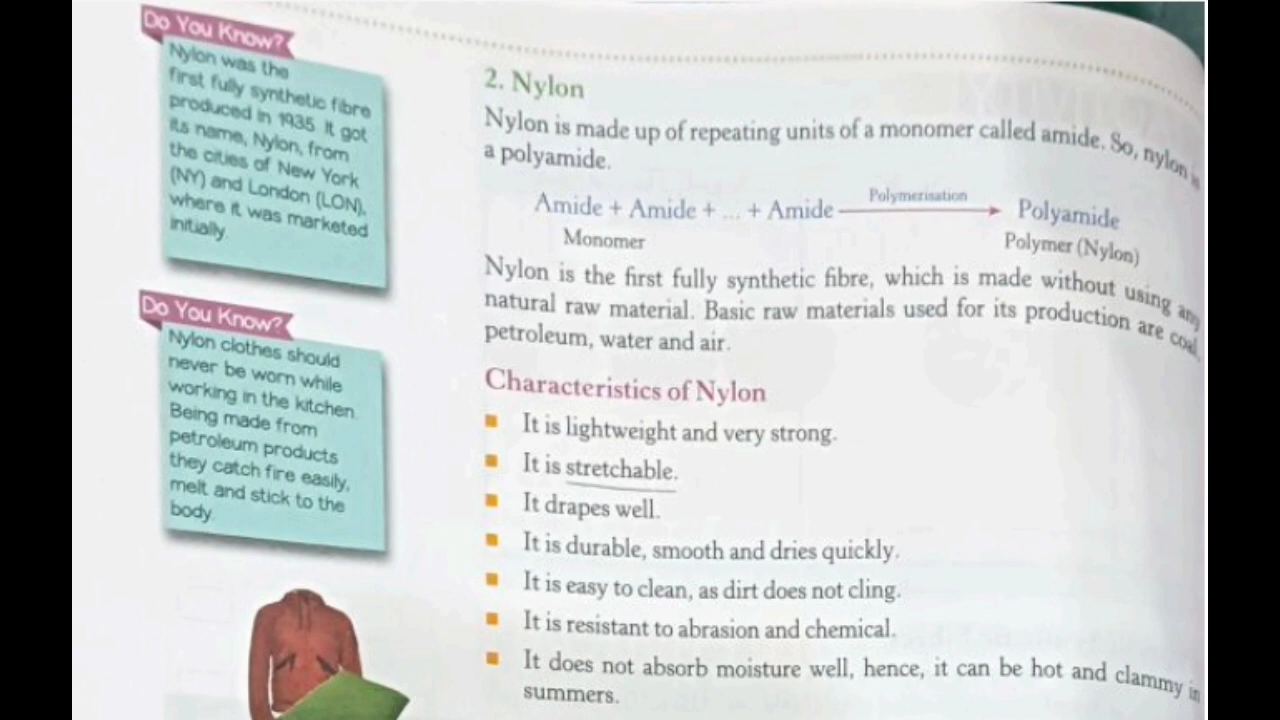 Do You Know?
Nylon was the
first fully synthetic fibre
produced in 1935. It got
its name, Nylon, from
the cities of New York
(NY) and London (LON),
where it was marketed
initially.
Do You Know?
Nylon clothes should
never be worn while
working in the kitchen.
Being made from
petroleum products
they catch fire easily,
melt and stick to the
body.
2. Nylon
Nylon is made up of repeating units of a monomer called amide. So, nylon is
a polyamide.
Polymerisation
Amide + Amide + ... + Amide → Polyamide
Monomer Polymer (Nylon)
Nylon is the first fully synthetic fibre, which is made without using any
natural raw material. Basic raw materials used for its production are coal,
petroleum, water and air.
Characteristics of Nylon
■ It is lightweight and very strong.
■ It is stretchable.
■ It drapes well.
■ It is durable, smooth and dries quickly.
■ It is easy to clean, as dirt does not cling.
■ It is resistant to abrasion and chemical.
■ It does not absorb moisture well, hence, it can be hot and clammy in
summers.